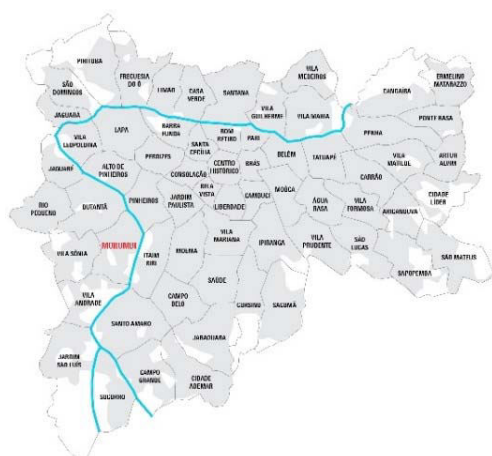 PIRITUBA
SÃO
DOMINGOS
FREGUESIA
DO Ó
LIMÃO
CASA
VERDE
SANTANA
VILA
MEDEIROS
CANGAIBA
ERMELINO
MATARAZZO
JAGUARA
VILA
LEOPOLDINA
LAPA
BARRA
FUNDA
BOM
RETIRO
PARI
VILA
GUILHERME
VILA MARIA
PENHA
PONTE RASA
JAGUARÉ
ALTO DE
PINHEIROS
PERDIZES
SANTA
CECÍLIA
CENTRO
HISTÓRICO
BRÁS
BELÉM
TATUAPÉ
CARRÃO
VILA
MATILDE
ARTUR
ALVIM
CONSOLAÇÃO
RIO
PEQUENO
BUTANTÃ
PINHEIROS
JARDIM
PAULISTA
BELA
VISTA
LIBERDADE
CAMBUCI
MOÓCA
ÁGUA
RASA
VILA
FORMOSA
ARICANDUVA
CIDADE
LÍDER
VILA SÔNIA
MORUMBI
ITAIM
BIBI
MOEMA
VILA
MARIANA
IPIRANGA
VILA
PRUDENTE
SÃO
LUCAS
SAPOPEMBA
SÃO MATEUS
VILA
ANDRADE
CAMPO
BELO
SAÚDE
CURSINO
SACOMÃ
SANTO AMARO
JABAQUARA
JARDIM
SÃO LUÍS
SOCORRO
CAMPO
GRANDE
CIDADE
ADEMAR